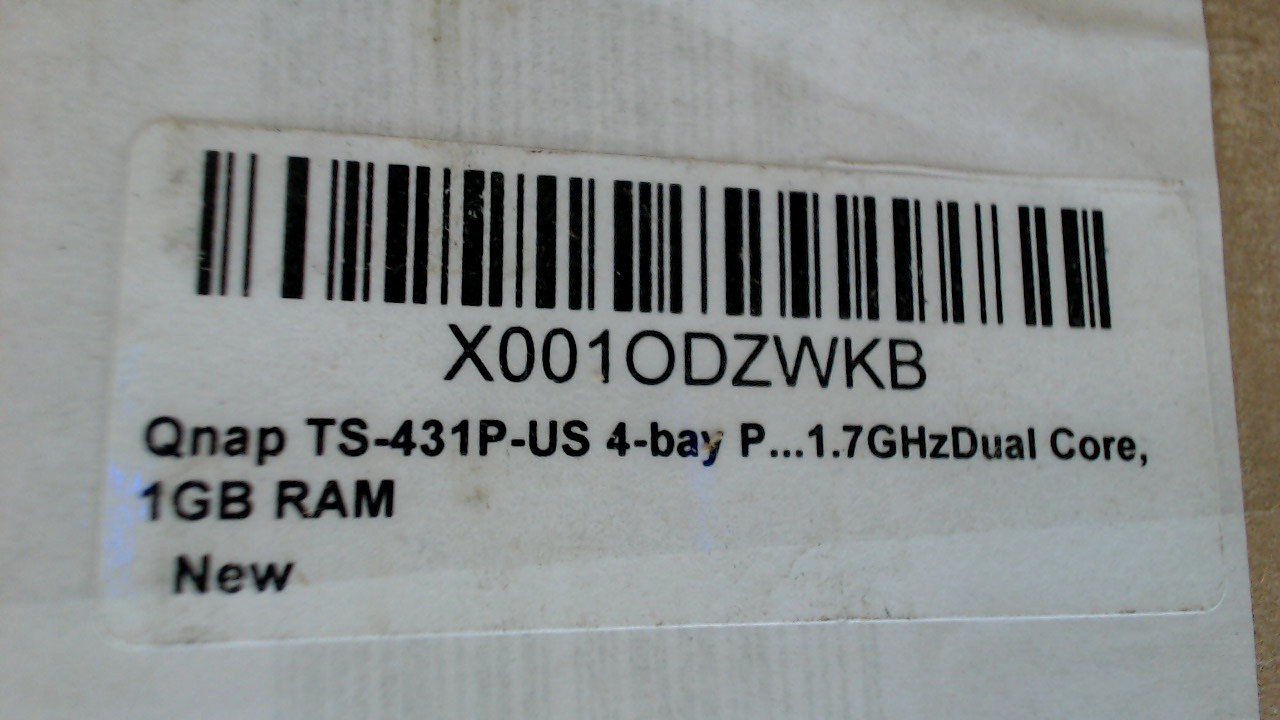 X001ODZWKB
Qnap TS-431P-US 4-bay P...1.7GHzDual Core,
1GB RAM
New